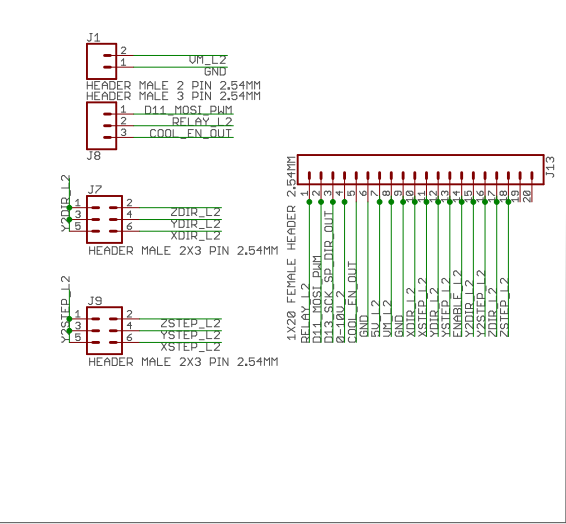 J1
2
VM_L2
1
GND
HEADER MALE 2 PIN 2.54MM
HEADER MALE 3 PIN 2.54MM
1
D11_MOSI_PWM
2
RELAY_L2
3
COOL_EN_OUT
J8
Y2DIR_L2
J7
1
2
ZDIR_L2
3
4
YDIR_L2
5
6
XDIR_L2
HEADER MALE 2X3 PIN 2.54MM
Y2STEP_L2
J9
1
2
ZSTEP_L2
3
4
YSTEP_L2
5
6
XSTEP_L2
HEADER MALE 2X3 PIN 2.54MM
J13
1X20 FEMALE HEADER 2.54MM
1
RELAY_L2
2
D11_MOSI_PWM
3
D13_SCK_SP_DIR_OUT
4
0-10V_2
5
COOL_EN_OUT
6
GND
7
5V_L2
8
VM_L2
9
GND
10
XDIR_L2
11
XSTEP_L2
12
YDIR_L2
13
YSTEP_L2
14
ENABLE_L2
15
Y2DIR_L2
16
Y2STEP_L2
17
ZDIR_L2
18
ZSTEP_L2
19
20